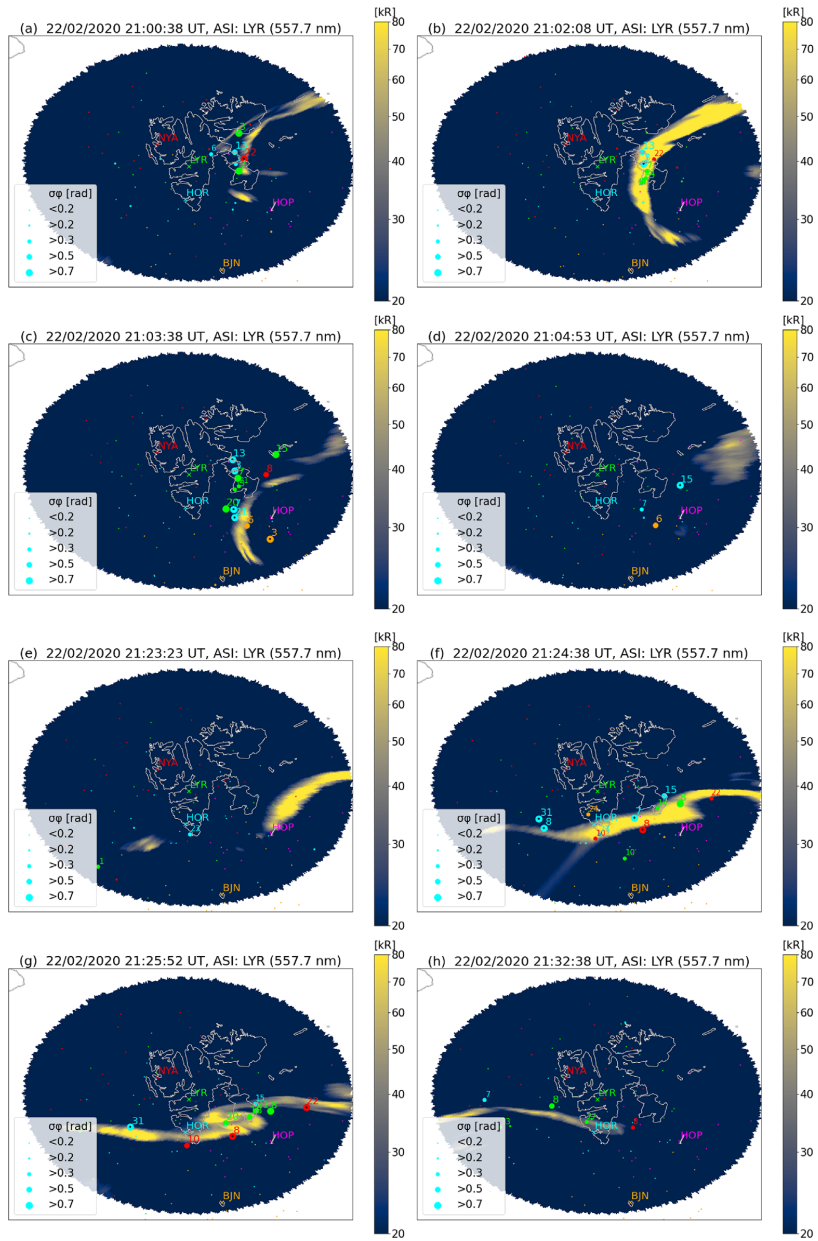 (a) 22/02/2020 21:00:38 UT, ASI: LYR (557.7 nm)
[kR]
80
70
60
50
40
30
20
NYA
LYR
HOR
HOP
BJN
6
13
σφ [rad]
<0.2
>0.2
>0.3
>0.5
>0.7
(b) 22/02/2020 21:02:08 UT, ASI: LYR (557.7 nm)
[kR]
80
70
60
50
40
30
20
NYA
LYR
HOR
HOP
BJN
13
σφ [rad]
<0.2
>0.2
>0.3
>0.5
>0.7
(c) 22/02/2020 21:03:38 UT, ASI: LYR (557.7 nm)
[kR]
80
70
60
50
40
30
20
NYA
LYR
HOR
HOP
BJN
13
15
8
20
3
σφ [rad]
<0.2
>0.2
>0.3
>0.5
>0.7
(d) 22/02/2020 21:04:53 UT, ASI: LYR (557.7 nm)
[kR]
80
70
60
50
40
30
20
NYA
LYR
HOR
HOP
BJN
15
7
6
σφ [rad]
<0.2
>0.2
>0.3
>0.5
>0.7
(e) 22/02/2020 21:23:23 UT, ASI: LYR (557.7 nm)
[kR]
80
70
60
50
40
30
20
NYA
LYR
HOR
HOP
BJN
21
1
σφ [rad]
<0.2
>0.2
>0.3
>0.5
>0.7
(f) 22/02/2020 21:24:38 UT, ASI: LYR (557.7 nm)
[kR]
80
70
60
50
40
30
20
NYA
LYR
HOR
HOP
BJN
15
22
31
8
24
7
8
10
10
σφ [rad]
<0.2
>0.2
>0.3
>0.5
>0.7
(g) 22/02/2020 21:25:52 UT, ASI: LYR (557.7 nm)
[kR]
80
70
60
50
40
30
20
NYA
LYR
HOR
HOP
BJN
15
22
31
10
8
σφ [rad]
<0.2
>0.2
>0.3
>0.5
>0.7
(h) 22/02/2020 21:32:38 UT, ASI: LYR (557.7 nm)
[kR]
80
70
60
50
40
30
20
NYA
LYR
HOR
HOP
BJN
7
8
σφ [rad]
<0.2
>0.2
>0.3
>0.5
>0.7